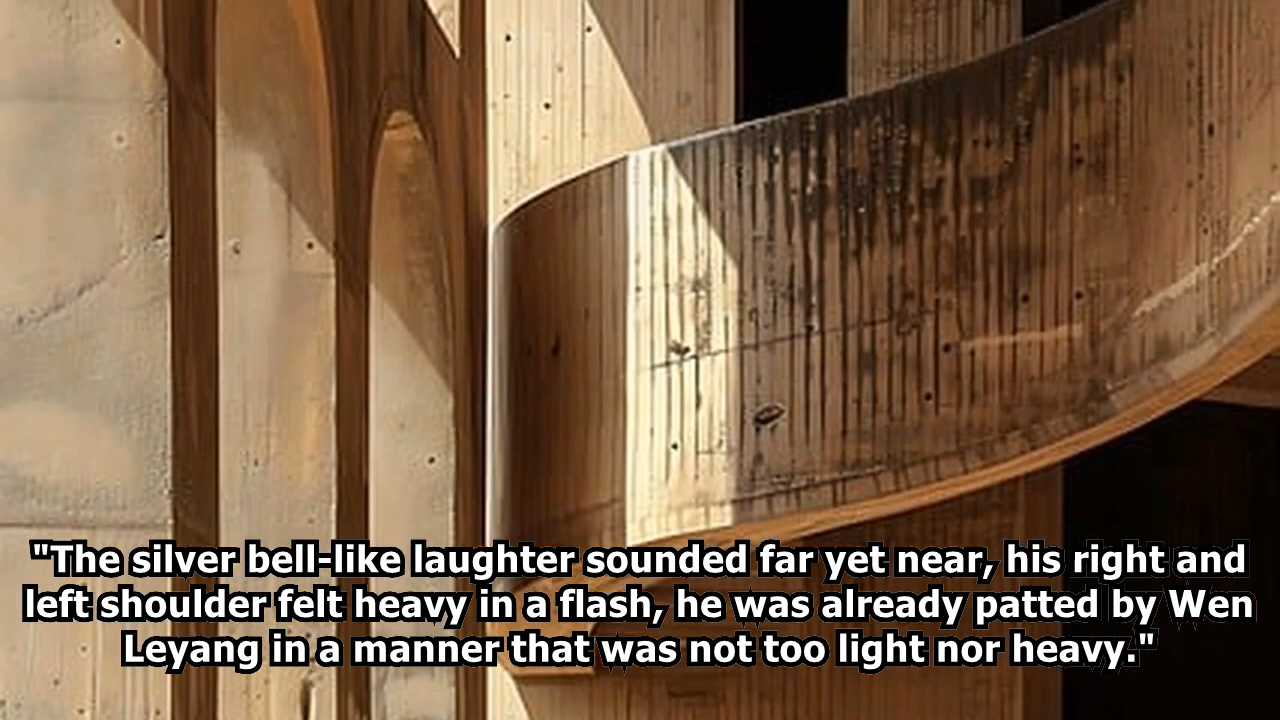 "The silver bell-like laughter sounded far yet near, his right and
left shoulder felt heavy in a flash, he was already patted by Wen
Leyang in a manner that was not too light nor heavy."